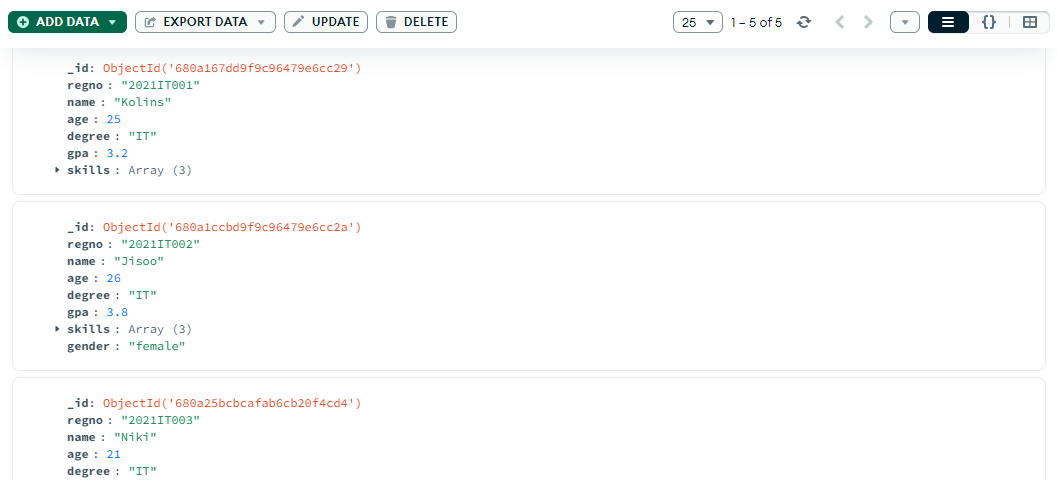 ADD DATA EXPORT DATA UPDATE DELETE 25 1 – 5 of 5 {}
_id: ObjectId('680a167dd9f9c96479e6cc29')
regno : "2021IT001"
name : "Kolins"
age : 25
degree : "IT"
gpa : 3.2
skills : Array (3)
_id: ObjectId('680a1ccbd9f9c96479e6cc2a')
regno : "2021IT002"
name : "Jisoo"
age : 26
degree : "IT"
gpa : 3.8
skills : Array (3)
gender : "female"
_id: ObjectId('680a25bcbcafab6cb20f4cd4')
regno : "2021IT003"
name : "Niki"
age : 21
degree : "IT"